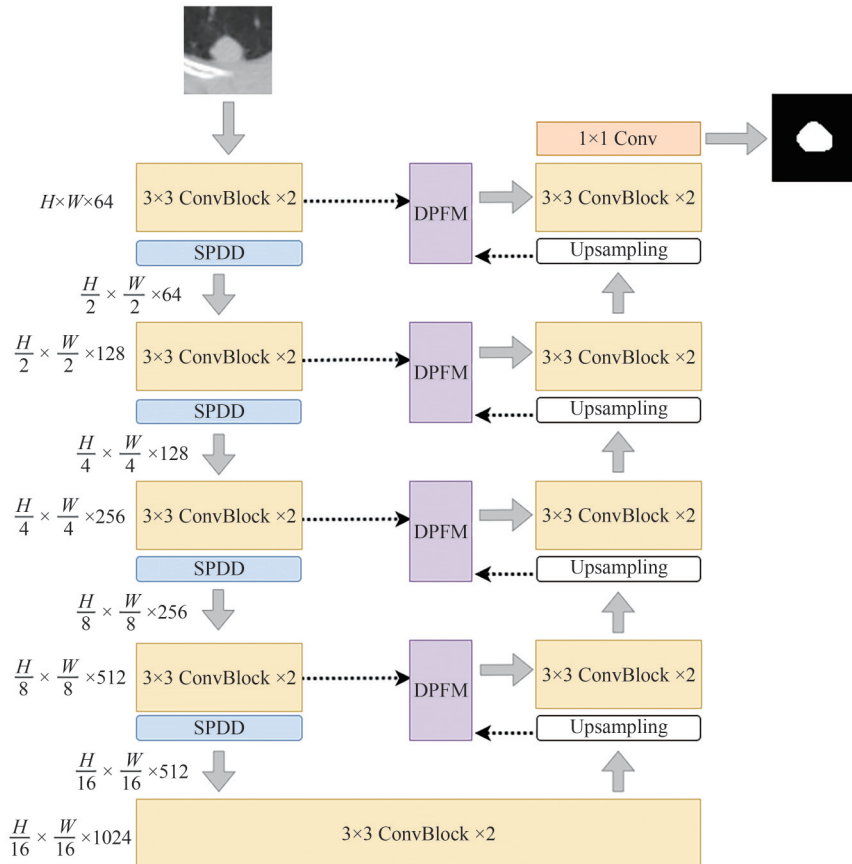 1×1 Conv
H×W×64
3×3 ConvBlock ×2
DPFM
3×3 ConvBlock ×2
SPDD
Upsampling
H/2 × W/2 ×64
H/2 × W/2 ×128
3×3 ConvBlock ×2
DPFM
3×3 ConvBlock ×2
SPDD
Upsampling
H/4 × W/4 ×128
H/4 × W/4 ×256
3×3 ConvBlock ×2
DPFM
3×3 ConvBlock ×2
SPDD
Upsampling
H/8 × W/8 ×256
H/8 × W/8 ×512
3×3 ConvBlock ×2
DPFM
3×3 ConvBlock ×2
SPDD
Upsampling
H/16 × W/16 ×512
H/16 × W/16 ×1024
3×3 ConvBlock ×2